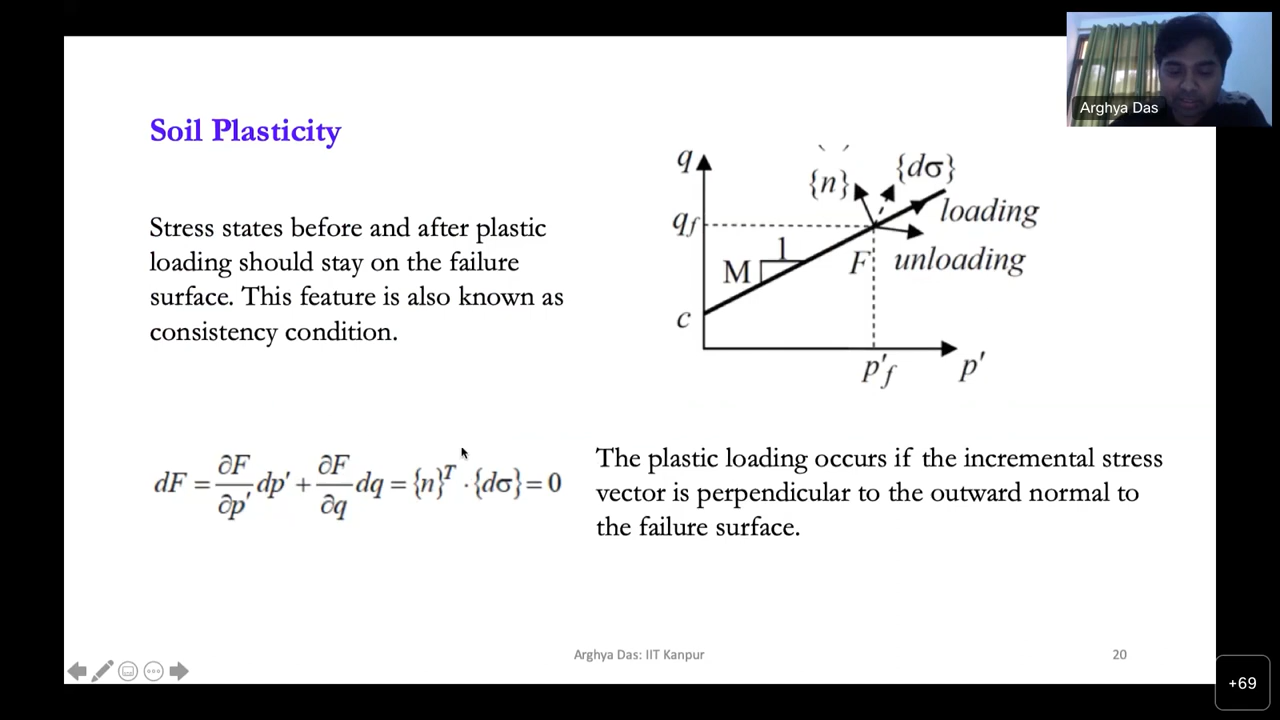 Arghya Das
Soil Plasticity
Stress states before and after plastic
loading should stay on the failure
surface. This feature is also known as
consistency condition.
q
{n}
{dσ}
q_f
loading
1
M
F
unloading
c
p'_f
p'
dF = ∂F/∂p' dp' + ∂F/∂q dq = {n}^T · {dσ} = 0
The plastic loading occurs if the incremental stress
vector is perpendicular to the outward normal to
the failure surface.
Arghya Das: IIT Kanpur
20
+69